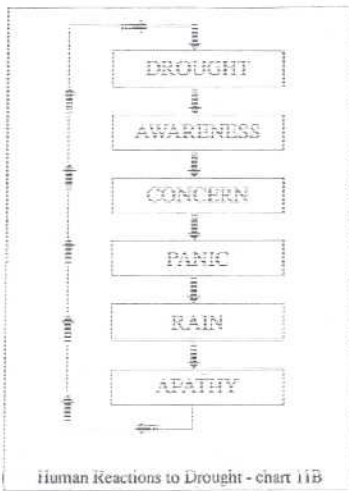 DROUGHT
AWARENESS
CONCERN
PANIC
RAIN
APATHY
Human Reactions to Drought - chart 11B